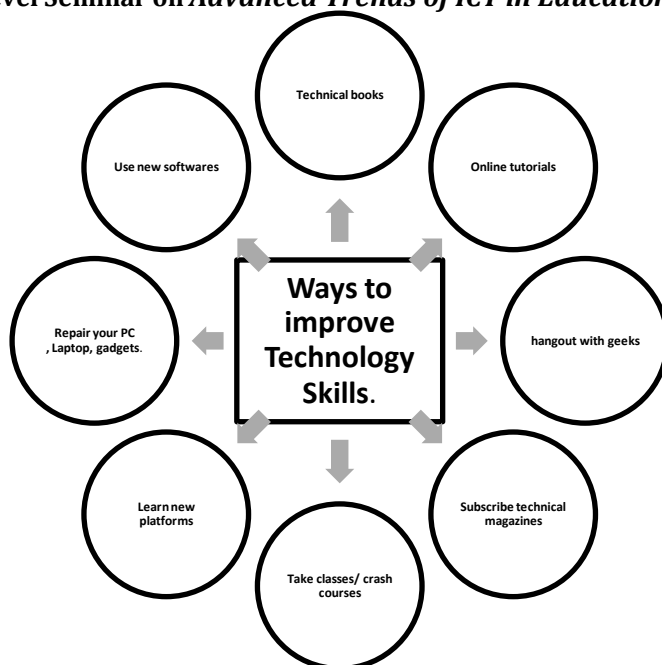 Seminar on Advanced Trends of ICT in Education
Technical books
Online tutorials
hangout with geeks
Subscribe technical
magazines
Take classes/ crash
courses
Learn new
platforms
Repair your PC
, Laptop, gadgets.
Use new softwares
Ways to
improve
Technology
Skills.